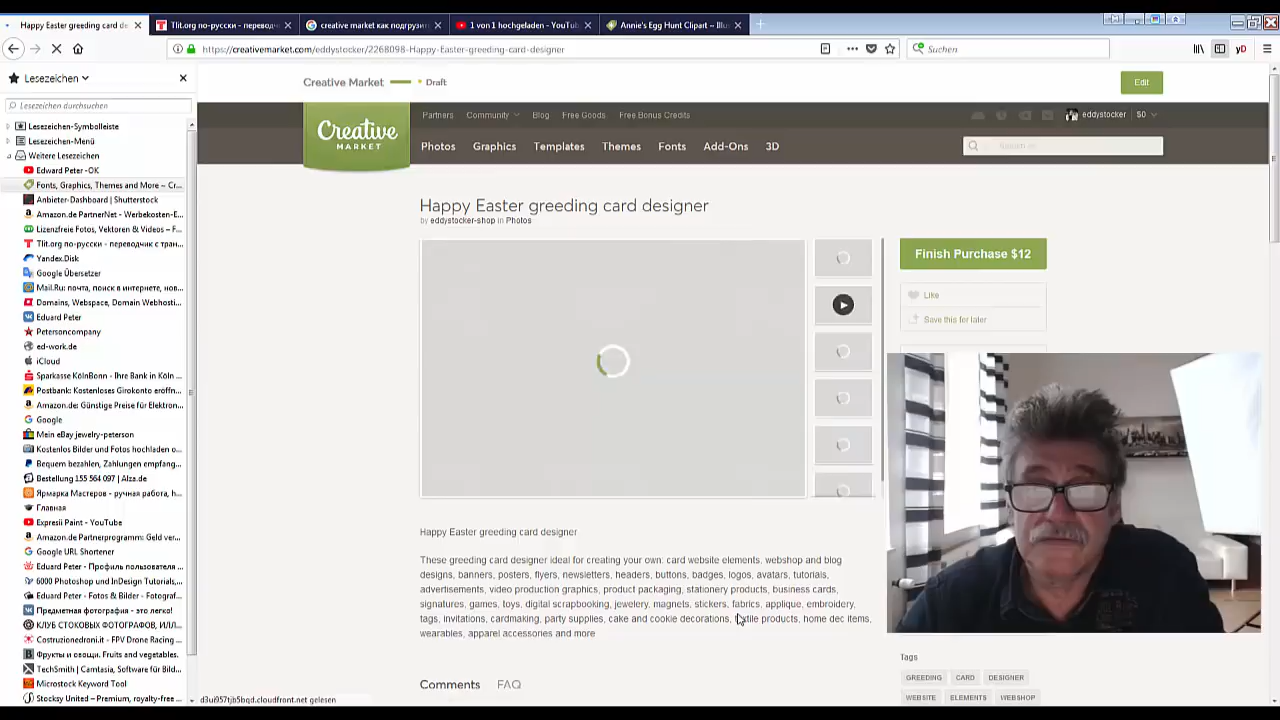 Happy Easter greeding card de
Tlit.org по-русски - переводч
creative market как подгрузи
1 von 1 hochgeladen - YouTub
Annie's Egg Hunt Clipart ~ Illu
https://creativemarket.com/eddystocker/2268098-Happy-Easter-greeding-card-designer
Suchen
Lesezeichen
Creative Market
Draft
Edit
Lesezeichen durchsuchen
Partners Community Blog Free Goods Free Bonus Credits
eddystocker $0
Creative
MARKET
Lesezeichen-Symbolleiste
Lesezeichen-Menü
Photos Graphics Templates Themes Fonts Add-Ons 3D
Weitere Lesezeichen
Edward Peter -OK
Fonts, Graphics, Themes and More ~ Cr...
Anbieter-Dashboard | Shutterstock
Amazon.de PartnerNet - Werbekosten-E...
Lizenzfreie Fotos, Vektoren & Videos – F...
Tlit.org по-русски - переводчик с тран...
Yandex.Disk
Google Übersetzer
Mail.Ru: почта, поиск в интернете, нов...
Domains, Webspace, Domain Webhosti...
Eduard Peter
Petersoncompany
ed-work.de
iCloud
Sparkasse KölnBonn - Ihre Bank in Köln ...
Postbank: Kostenloses Girokonto eröffn...
Amazon.de: Günstige Preise für Elektron...
Google
Mein eBay jewelry-peterson
Kostenlos Bilder und Fotos hochladen o...
Bequem bezahlen, Zahlungen empfang...
Bestellung 155 564 097 | Alza.de
Ярмарка Мастеров - ручная работа, h...
Главная
Expresii Paint - YouTube
Amazon.de Partnerprogramm: Geld ver...
Google URL Shortener
Eduard Peter - Профиль пользователя
6000 Photoshop und InDesign Tutorials,...
Eduard Peter - Fotos & Bilder - Fotograf...
Предметная фотография - это легко!
КЛУБ СТОКОВЫХ ФОТОГРАФОВ, ИЛЛ...
Costruzionedroni.it - FPV Drone Racing ...
Фрукты и овощи. Fruits and vegetables.
TechSmith | Camtasia, Software für Bild...
Microstock Keyword Tool
Stocksy United – Premium, royalty-free ...
Happy Easter greeding card designer
by eddystocker-shop in Photos
Finish Purchase $12
Like
Save this for later
Happy Easter greeding card designer
These greeding card designer ideal for creating your own: card website elements, webshop and blog
designs, banners, posters, flyers, newsletters, headers, buttons, badges, logos, avatars, tutorials,
advertisements, video production graphics, product packaging, stationery products, business cards,
signatures, games, toys, digital scrapbooking, jewelery, magnets, stickers, fabrics, applique, embroidery,
tags, invitations, cardmaking, party supplies, cake and cookie decorations, textile products, home dec items,
wearables, apparel accessories and more
Comments FAQ
Tags
GREEDING CARD DESIGNER
WEBSITE ELEMENTS WEBSHOP
d3ui957tjb5bqd.cloudfront.net gelesen